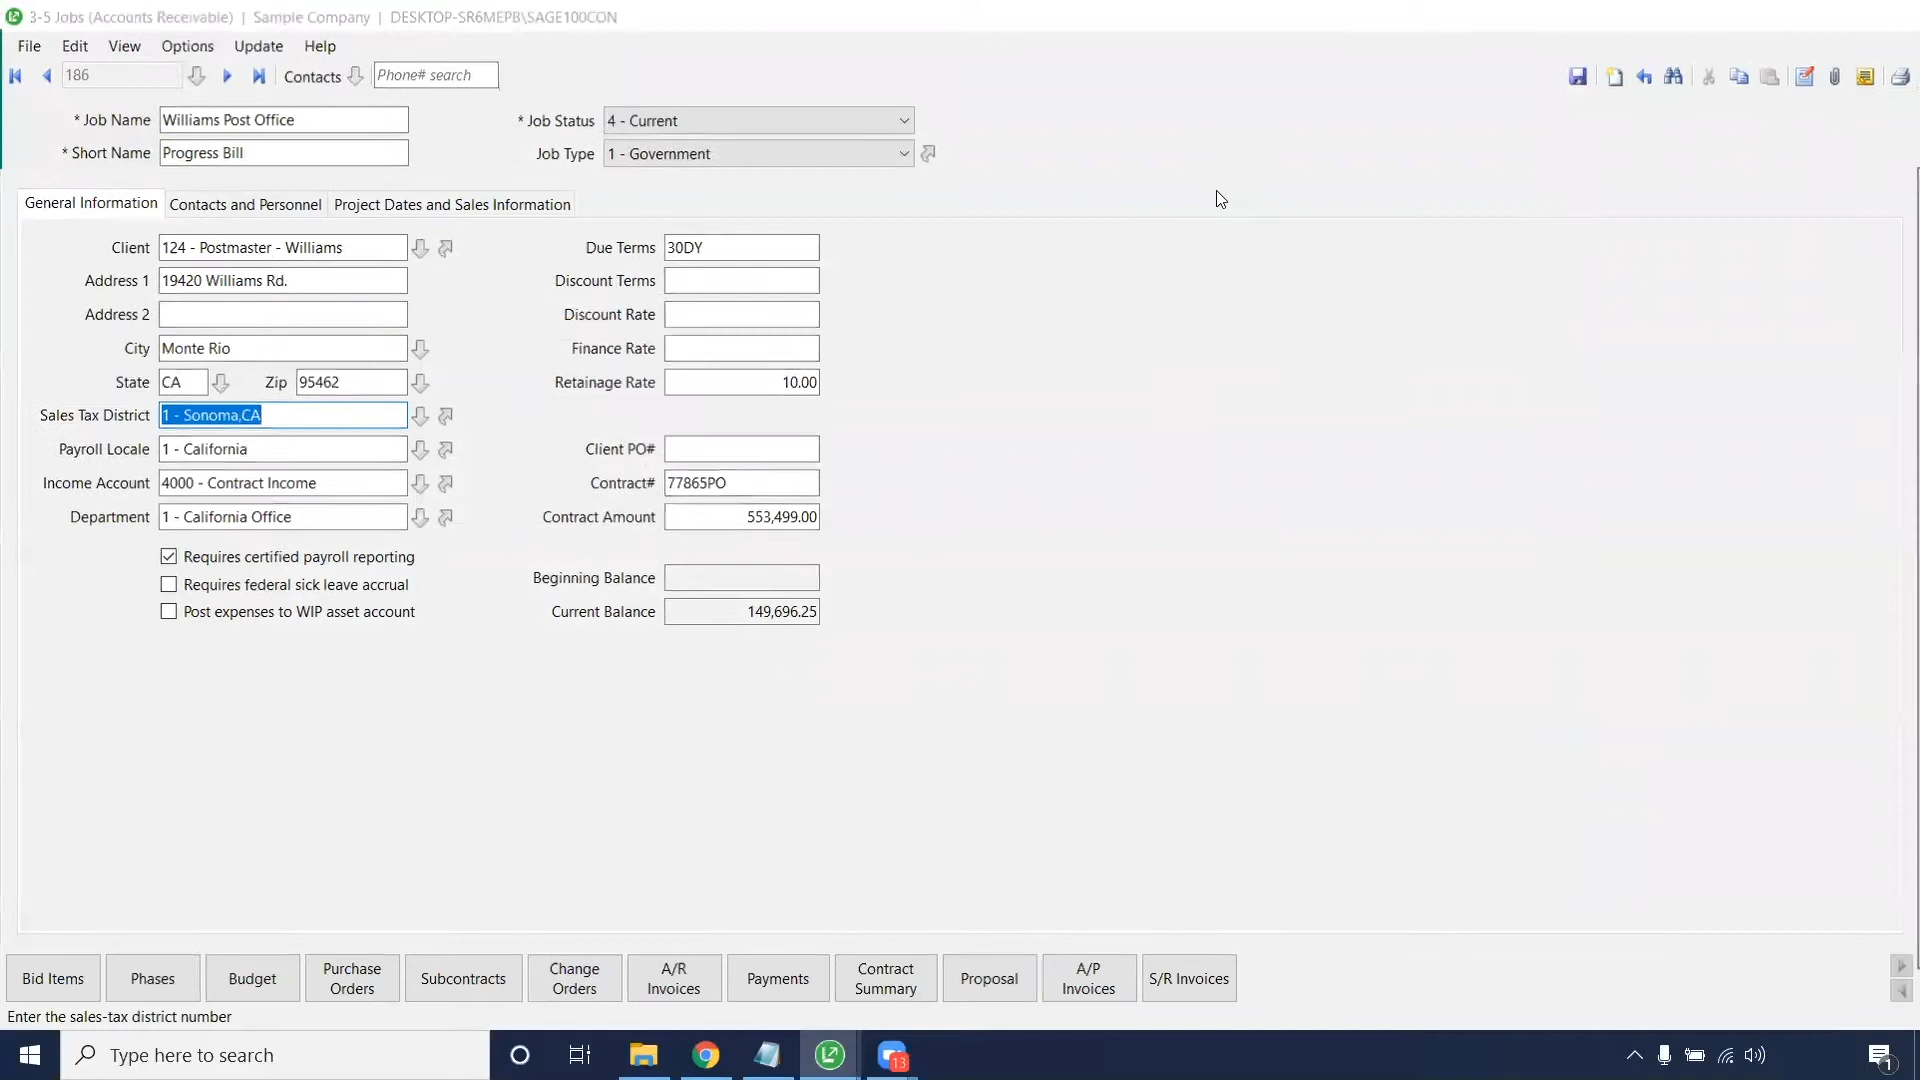 3-5 Jobs (Accounts Receivable) | Sample Company | DESKTOP-SR6MEPB\SAGE100CON
File Edit View Options Update Help
186 Contacts Phone# search
* Job Name Williams Post Office * Job Status 4 - Current
* Short Name Progress Bill Job Type 1 - Government
General Information Contacts and Personnel Project Dates and Sales Information
Client 124 - Postmaster - Williams Due Terms 30DY
Address 1 19420 Williams Rd. Discount Terms
Address 2 Discount Rate
City Monte Rio Finance Rate
State CA Zip 95462 Retainage Rate 10.00
Sales Tax District 1 - Sonoma,CA
Payroll Locale 1 - California Client PO#
Income Account 4000 - Contract Income Contract# 77865PO
Department 1 - California Office Contract Amount 553,499.00
Requires certified payroll reporting
Requires federal sick leave accrual Beginning Balance
Post expenses to WIP asset account Current Balance 149,696.25
Bid Items Phases Budget Purchase Orders Subcontracts Change Orders A/R Invoices Payments Contract Summary Proposal A/P Invoices S/R Invoices
Enter the sales-tax district number
Type here to search 13 1